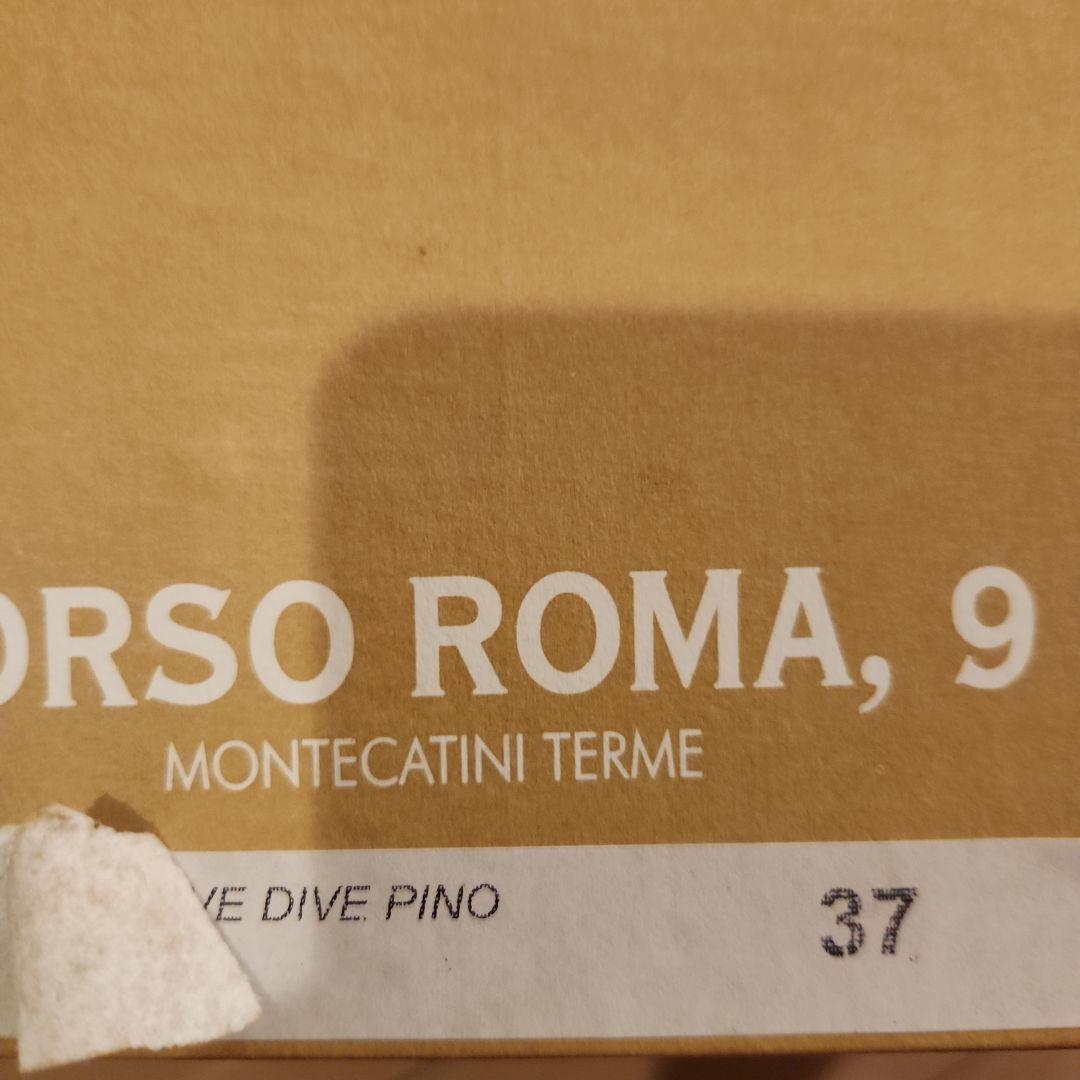 ORSO ROMA, 9
MONTECATINI TERME
VE DIVE PINO 37